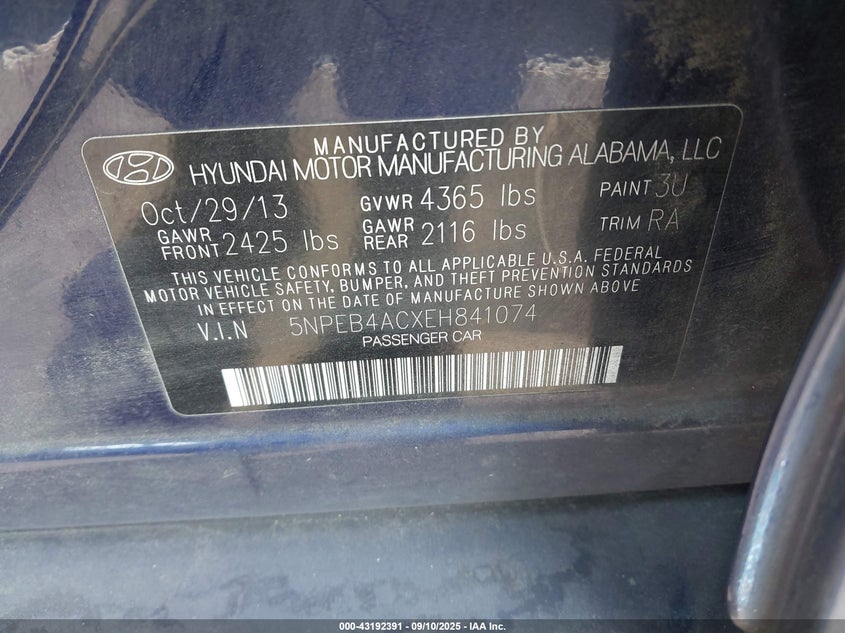 MANUFACTURED BY
HYUNDAI MOTOR MANUFACTURING ALABAMA, LLC
Oct/29/13 GVWR 4365 lbs PAINT 3U
GAWR FRONT 2425 lbs GAWR REAR 2116 lbs TRIM RA
THIS VEHICLE CONFORMS TO ALL APPLICABLE U.S.A. FEDERAL
MOTOR VEHICLE SAFETY, BUMPER, AND THEFT PREVENTION STANDARDS
IN EFFECT ON THE DATE OF MANUFACTURE SHOWN ABOVE
V.I.N 5NPEB4ACXEH841074
PASSENGER CAR
000-43192391 - 09/10/2025 - IAA Inc.